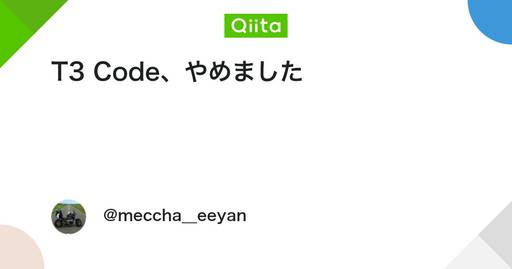 Qiita
T3 Code、やめました
@meccha__eeyan